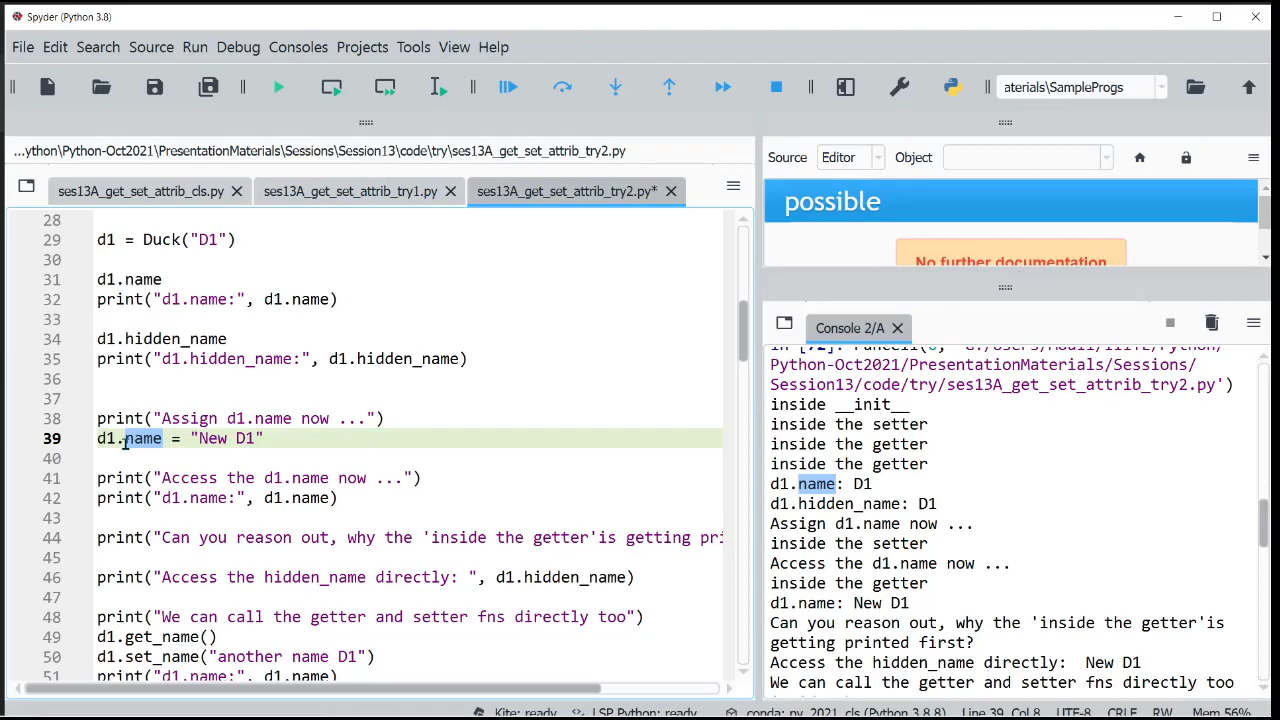 Spyder (Python 3.8)
File Edit Search Source Run Debug Consoles Projects Tools View Help
aterials\SampleProgs
...ython\Python-Oct2021\PresentationMaterials\Sessions\Session13\code\try\ses13A_get_set_attrib_try2.py
ses13A_get_set_attrib_cls.py ses13A_get_set_attrib_try1.py ses13A_get_set_attrib_try2.py*
28
29 d1 = Duck("D1")
30
31 d1.name
32 print("d1.name:", d1.name)
33
34 d1.hidden_name
35 print("d1.hidden_name:", d1.hidden_name)
36
37
38 print("Assign d1.name now ...")
39 d1.name = "New D1"
40
41 print("Access the d1.name now ...")
42 print("d1.name:", d1.name)
43
44 print("Can you reason out, why the 'inside the getter'is getting pri
45
46 print("Access the hidden_name directly: ", d1.hidden_name)
47
48 print("We can call the getter and setter fns directly too")
49 d1.get_name()
50 d1.set_name("another name D1")
51 print("d1.name:", d1.name)
Source Editor Object
possible
No further documentation
Console 2/A
Python-Oct2021/PresentationMaterials/Sessions/
Session13/code/try/ses13A_get_set_attrib_try2.py')
inside __init__
inside the setter
inside the getter
inside the getter
d1.name: D1
d1.hidden_name: D1
Assign d1.name now ...
inside the setter
Access the d1.name now ...
inside the getter
d1.name: New D1
Can you reason out, why the 'inside the getter'is
getting printed first?
Access the hidden_name directly:  New D1
We can call the getter and setter fns directly too
Kite: ready LSP Python: ready conda: py_2021_cls (Python 3.8.8) Line 39, Col 8 UTF-8 CRLF RW Mem 56%